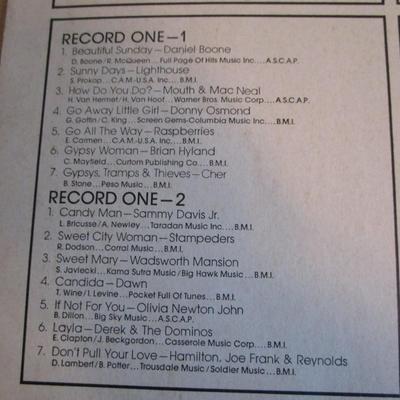 RECORD ONE—1
1. Beautiful Sunday—Daniel Boone
D. Boone/R. McQueen... Full Page Of Hits Music Inc....A.S.C.A.P.
2. Sunny Days—Lighthouse
S. Prokop...C.A.M.-U.S.A. Inc....B.M.I.
3. How Do You Do?—Mouth & Mac Neal
H. Van Hemert/H. Van Hoof...Warner Bros. Music Corp....A.S.C.A.P.
4. Go Away Little Girl—Donny Osmond
G. Goffin/C. King...Screen Gems-Columbia Music Inc....B.M.I.
5. Go All The Way—Raspberries
E. Carmen...C.A.M.-U.S.A. Inc....B.M.I.
6. Gypsy Woman—Brian Hyland
C. Mayfield...Curtom Publishing Co....B.M.I.
7. Gypsys, Tramps & Thieves—Cher
B. Stone...Peso Music...B.M.I.
RECORD ONE—2
1. Candy Man—Sammy Davis Jr.
L. Bricusse/A. Newley...Taradan Music Inc....B.M.I.
2. Sweet City Woman—Stampeders
R. Dodson...Corral Music...B.M.I.
3. Sweet Mary—Wadsworth Mansion
S. Javlecki...Kama Sutra Music/Big Hawk Music...B.M.I.
4. Candida—Dawn
T. Wine/I. Levine...Pocket Full Of Tunes...B.M.I.
5. If Not For You—Olivia Newton John
B. Dillon...Big Sky Music...A.S.C.A.P.
6. Layla—Derek & The Dominos
E. Clapton/J. Beckgordon...Casserole Music Corp....B.M.I.
7. Don't Pull Your Love—Hamilton, Joe Frank & Reynolds
D. Lambert/B. Potter...Trousdale Music/Soldier Music...B.M.I.